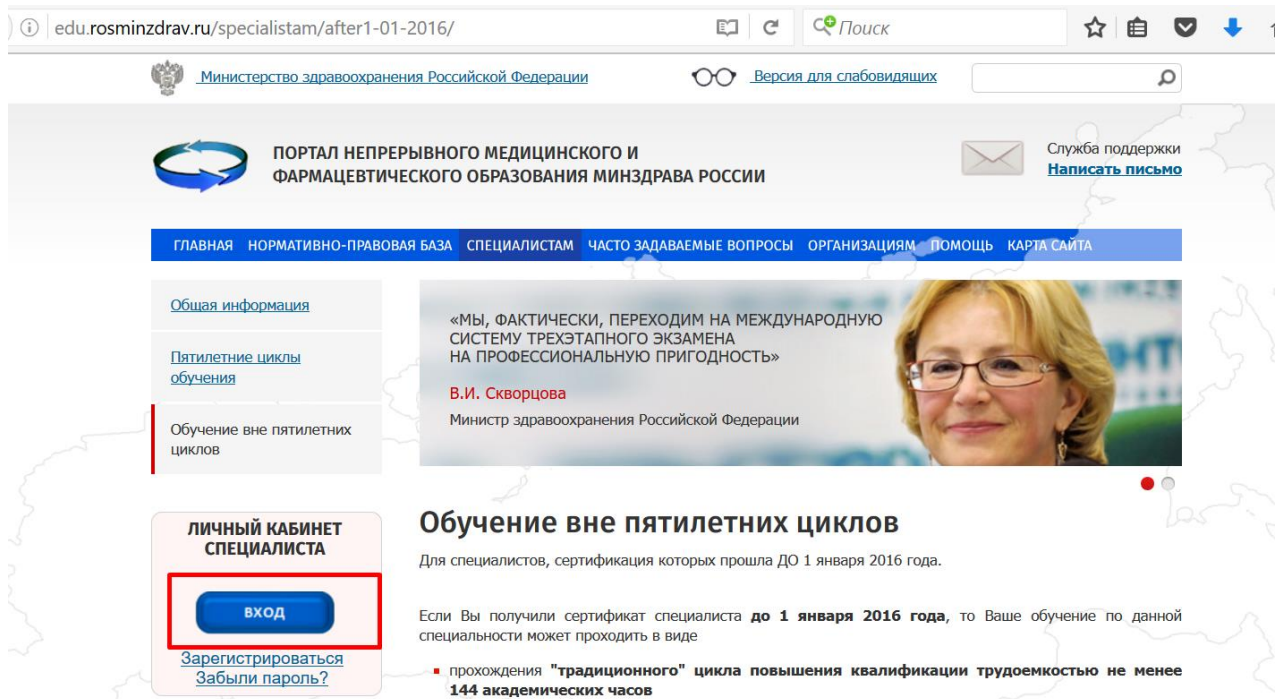 edu.rosminzdrav.ru/specialistam/after1-01-2016/
Поиск
Министерство здравоохранения Российской Федерации
Версия для слабовидящих
ПОРТАЛ НЕПРЕРЫВНОГО МЕДИЦИНСКОГО И
ФАРМАЦЕВТИЧЕСКОГО ОБРАЗОВАНИЯ МИНЗДРАВА РОССИИ
Служба поддержки
Написать письмо
ГЛАВНАЯ НОРМАТИВНО-ПРАВОВАЯ БАЗА СПЕЦИАЛИСТАМ ЧАСТО ЗАДАВАЕМЫЕ ВОПРОСЫ ОРГАНИЗАЦИЯМ ПОМОЩЬ КАРТА САЙТА
Общая информация
Пятилетние циклы
обучения
Обучение вне пятилетних
циклов
«МЫ, ФАКТИЧЕСКИ, ПЕРЕХОДИМ НА МЕЖДУНАРОДНУЮ
СИСТЕМУ ТРЕХЭТАПНОГО ЭКЗАМЕНА
НА ПРОФЕССИОНАЛЬНУЮ ПРИГОДНОСТЬ»
В.И. Скворцова
Министр здравоохранения Российской Федерации
ЛИЧНЫЙ КАБИНЕТ
СПЕЦИАЛИСТА
ВХОД
Зарегистрироваться
Забыли пароль?
Обучение вне пятилетних циклов
Для специалистов, сертификация которых прошла ДО 1 января 2016 года.
Если Вы получили сертификат специалиста до 1 января 2016 года, то Ваше обучение по данной
специальности может проходить в виде
прохождения "традиционного" цикла повышения квалификации трудоемкостью не менее
144 академических часов